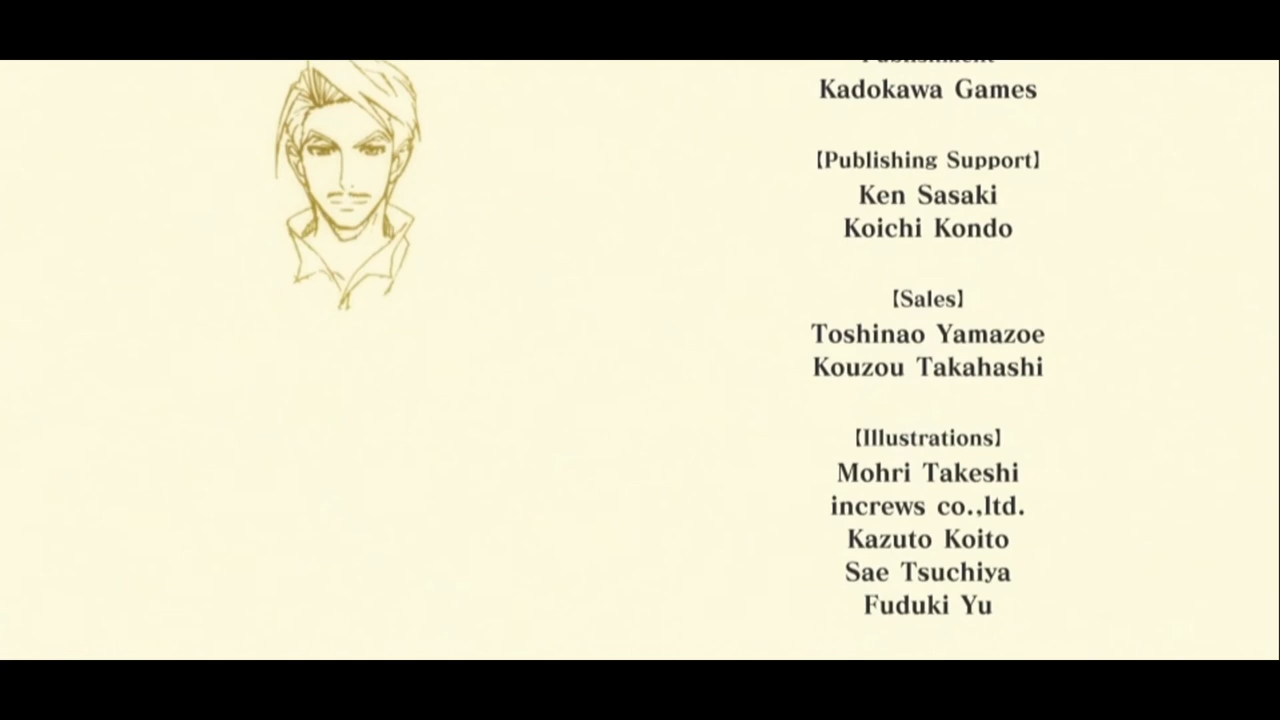 Kadokawa Games
【Publishing Support】
Ken Sasaki
Koichi Kondo
【Sales】
Toshinao Yamazoe
Kouzou Takahashi
【Illustrations】
Mohri Takeshi
increws co.,ltd.
Kazuto Koito
Sae Tsuchiya
Fuduki Yu